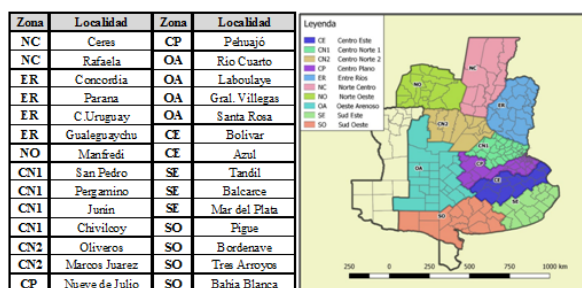 Zona Localidad Zona Localidad
NC Ceres CP Pehuajó
NC Rafaela OA Rio Cuarto
ER Concordia OA Laboulaye
ER Parana OA Gral. Villegas
ER C.Uruguay OA Santa Rosa
ER Gualeguaychu CE Bolivar
NO Manfredi CE Azul
CN1 San Pedro SE Tandil
CN1 Pergamino SE Balcarce
CN1 Junin SE Mar del Plata
CN1 Chivilcoy SO Pigue
CN2 Oliveros SO Bordenave
CN2 Marcos Juarez SO Tres Arroyos
CP Nueve de Julio SO Bahia Blanca
Leyenda
CE Centro Este
CN1 Centro Norte 1
CN2 Centro Norte 2
CP Centro Plano
ER Entre Rios
NC Norte Centro
NO Norte Oeste
OA Oeste Arenoso
SE Sud Este
SO Sud Oeste
NC
NO
ER
CN2
CN1
OA
CP
CE
SE
SO
250 0 250 500 750 1000 km